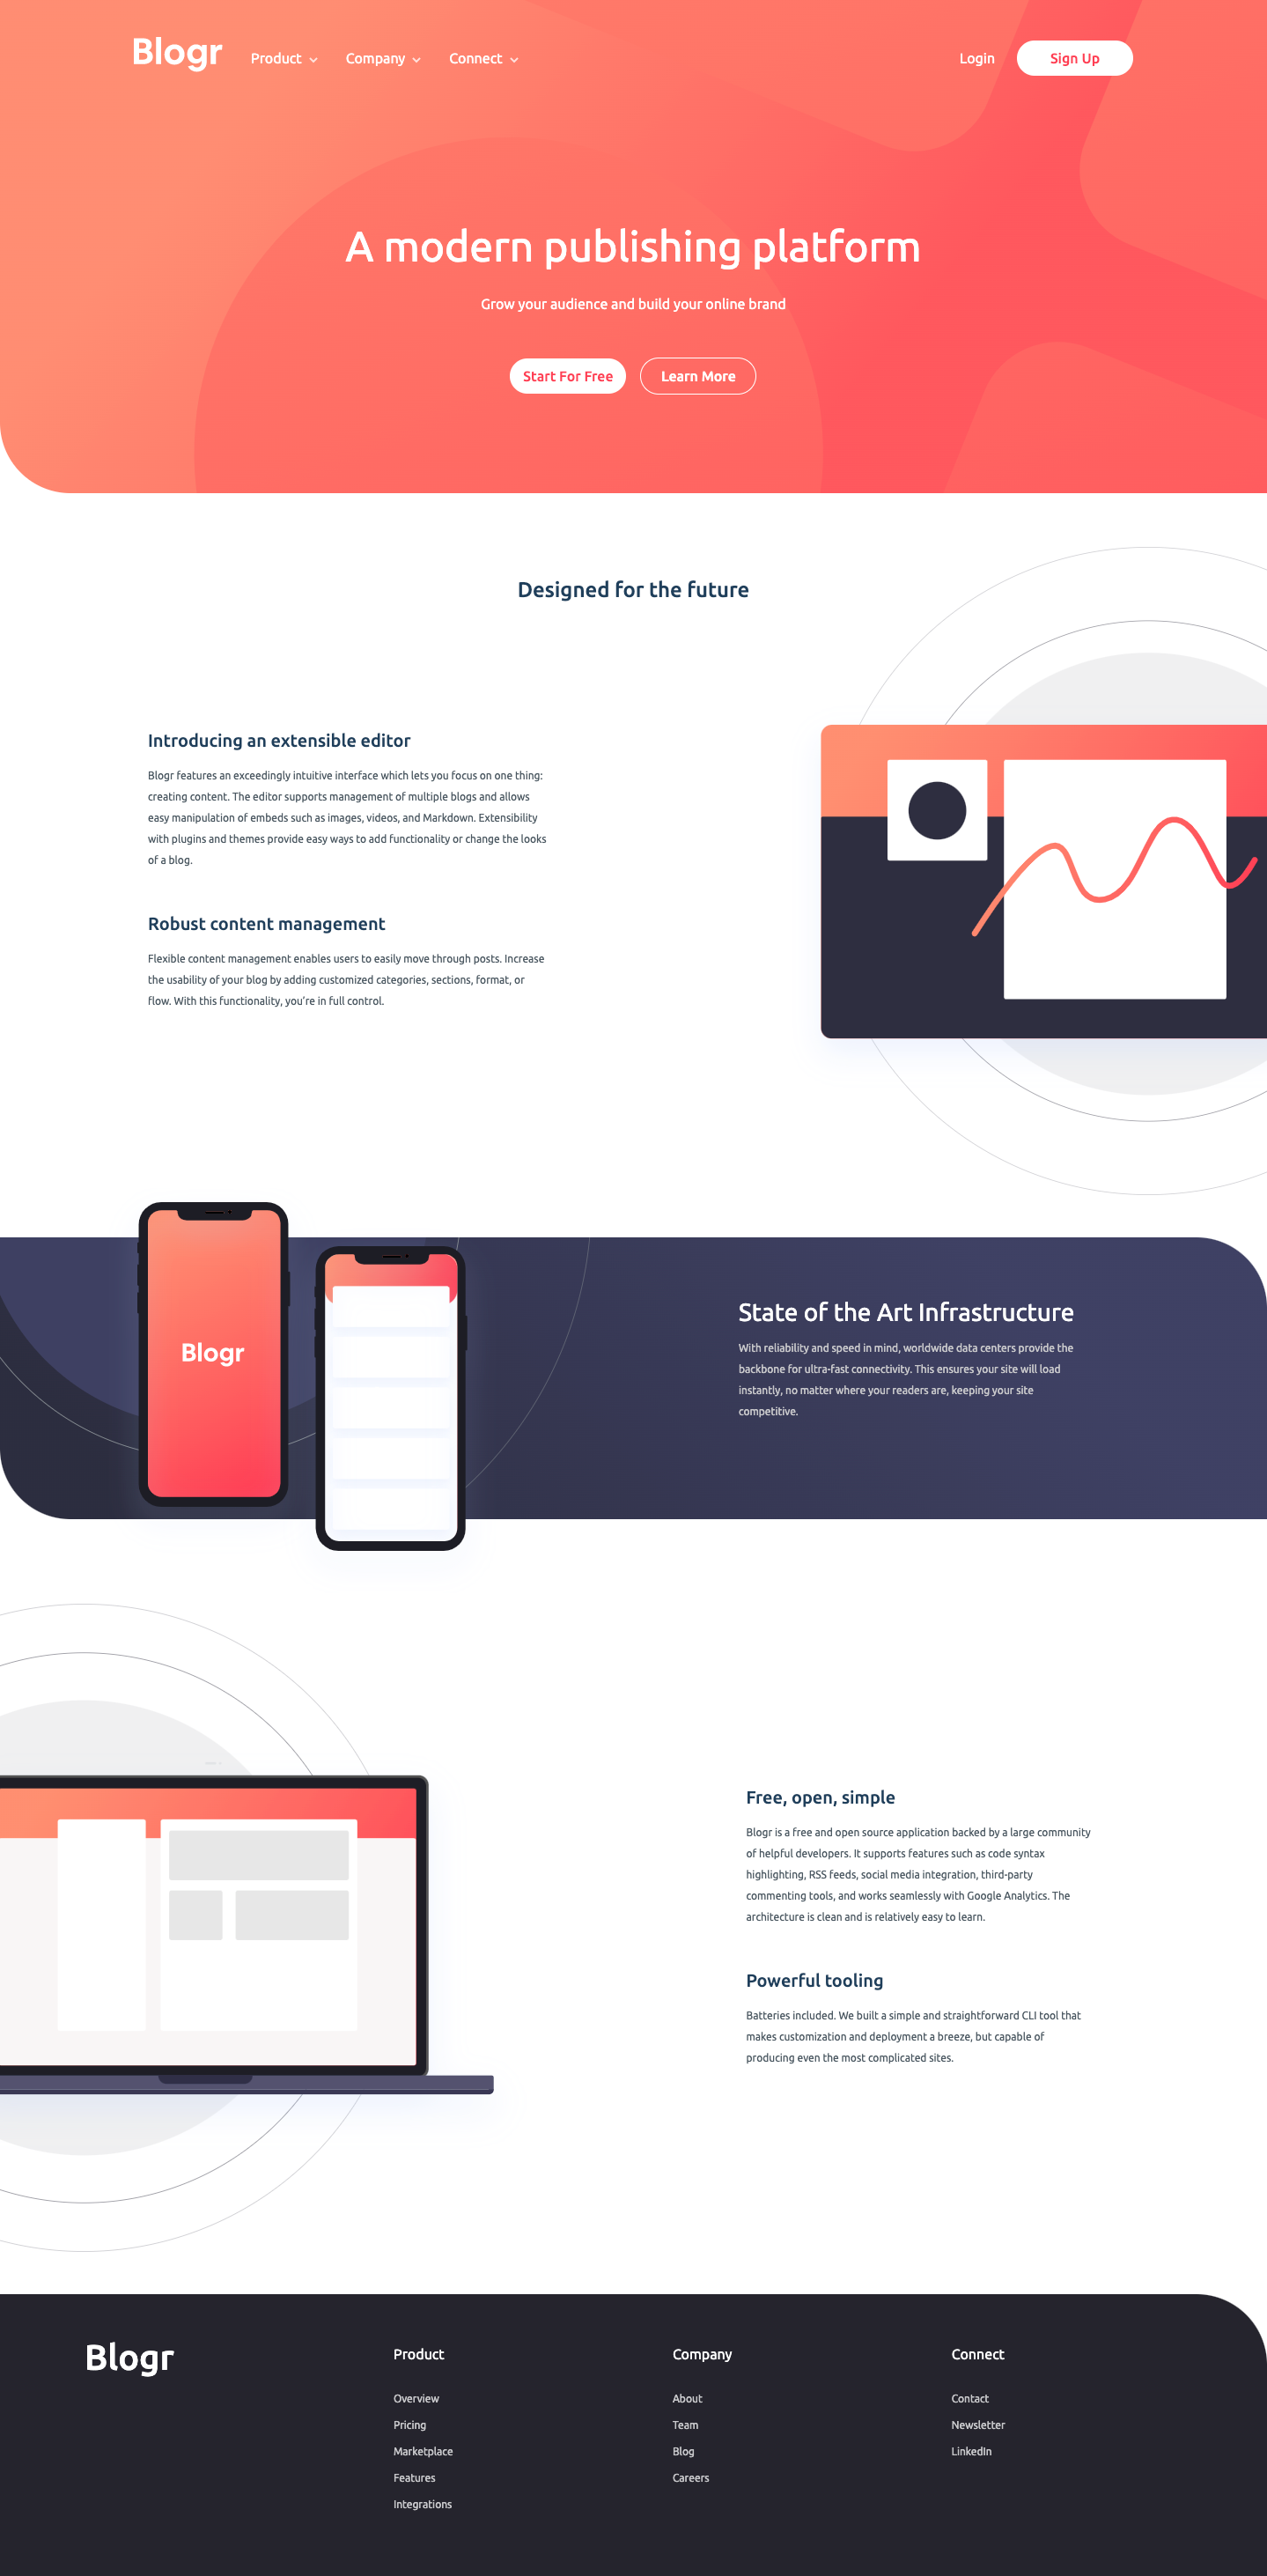 Blogr Product Company Connect Login Sign Up
A modern publishing platform
Grow your audience and build your online brand
Start For Free Learn More
Designed for the future
Introducing an extensible editor
Blogr features an exceedingly intuitive interface which lets you focus on one thing:
creating content. The editor supports management of multiple blogs and allows
easy manipulation of embeds such as images, videos, and Markdown. Extensibility
with plugins and themes provide easy ways to add functionality or change the looks
of a blog.
Robust content management
Flexible content management enables users to easily move through posts. Increase
the usability of your blog by adding customized categories, sections, format, or
flow. With this functionality, you're in full control.
Blogr
State of the Art Infrastructure
With reliability and speed in mind, worldwide data centers provide the
backbone for ultra-fast connectivity. This ensures your site will load
instantly, no matter where your readers are, keeping your site
competitive.
Free, open, simple
Blogr is a free and open source application backed by a large community
of helpful developers. It supports features such as code syntax
highlighting, RSS feeds, social media integration, third-party
commenting tools, and works seamlessly with Google Analytics. The
architecture is clean and is relatively easy to learn.
Powerful tooling
Batteries included. We built a simple and straightforward CLI tool that
makes customization and deployment a breeze, but capable of
producing even the most complicated sites.
Blogr
Product
Overview
Pricing
Marketplace
Features
Integrations
Company
About
Team
Blog
Careers
Connect
Contact
Newsletter
LinkedIn